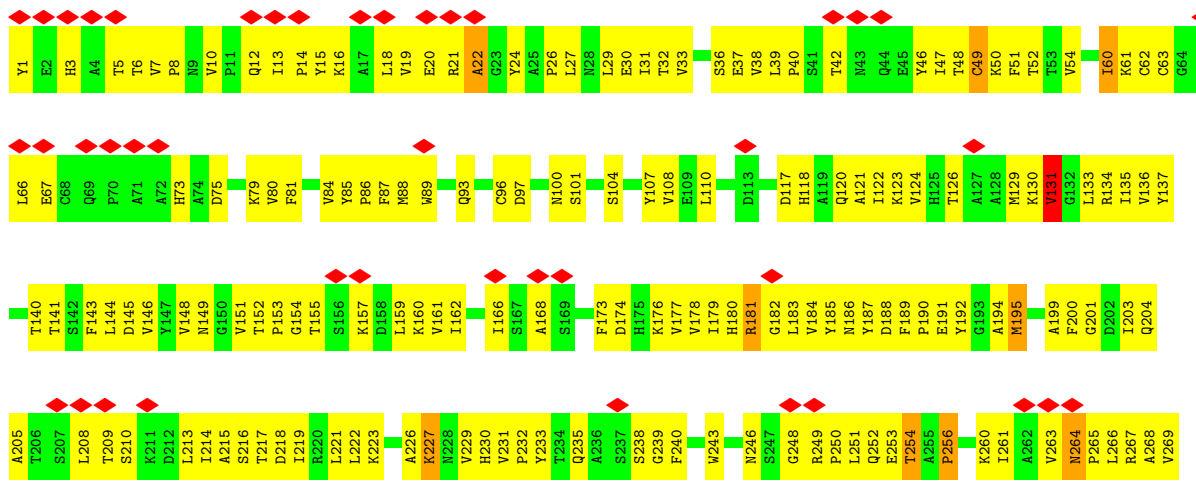 Y1 E2 H3 A4 T5 T6 V7 P8 N9 V10 P11 Q12 I13 P14 Y15 K16 A17 L18 V19 E20 R21 A22 G23 Y24 A25 P26 L27 N28 L29 E30 I31 T32 V33 S36 E37 V38 L39 P40 S41 T42 N43 Q44 E45 Y46 I47 T48 C49 K50 F51 T52 T53 V54 I60 K61 C62 C63 G64
L66 E67 C68 Q69 P70 A71 A72 H73 A74 D75 K79 V80 F81 V84 Y85 P86 F87 M88 W89 Q93 C96 D97 N100 S101 S104 Y107 V108 E109 L110 D113 D117 H118 A119 Q120 A121 I122 K123 V124 H125 T126 A127 A128 M129 K130 V131 G132 L133 R134 I135 V136 Y137
T140 T141 S142 F143 L144 D145 V146 Y147 V148 N149 G150 V151 T152 P153 G154 T155 S156 K157 D158 L159 K160 V161 I162 I166 S167 A168 S169 F173 D174 H175 K176 V177 V178 I179 H180 R181 G182 L183 V184 Y185 N186 Y187 D188 F189 P190 E191 Y192 G193 A194 M195 A199 F200 G201 D202 I203 Q204
A205 T206 S207 L208 T209 S210 K211 D212 L213 I214 A215 S216 T217 D218 I219 R220 L221 L222 K223 A226 K227 N228 V229 H230 V231 P232 Y233 T234 Q235 A236 S237 S238 G239 F240 W243 N246 S247 G248 R249 P250 L251 Q252 E253 T254 A255 P256 K260 I261 A262 V263 N264 P265 L266 R267 A268 V269